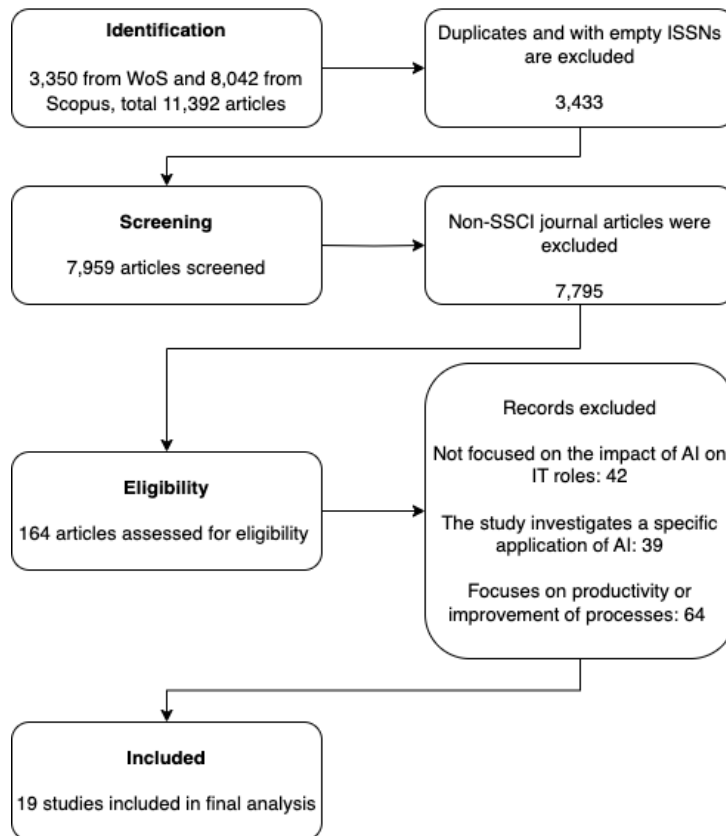 Identification
3,350 from WoS and 8,042 from
Scopus, total 11,392 articles
Duplicates and with empty ISSNs
are excluded
3,433
Screening
7,959 articles screened
Non-SSCI journal articles were
excluded
7,795
Eligibility
164 articles assessed for eligibility
Records excluded
Not focused on the impact of AI on
IT roles: 42
The study investigates a specific
application of AI: 39
Focuses on productivity or
improvement of processes: 64
Included
19 studies included in final analysis